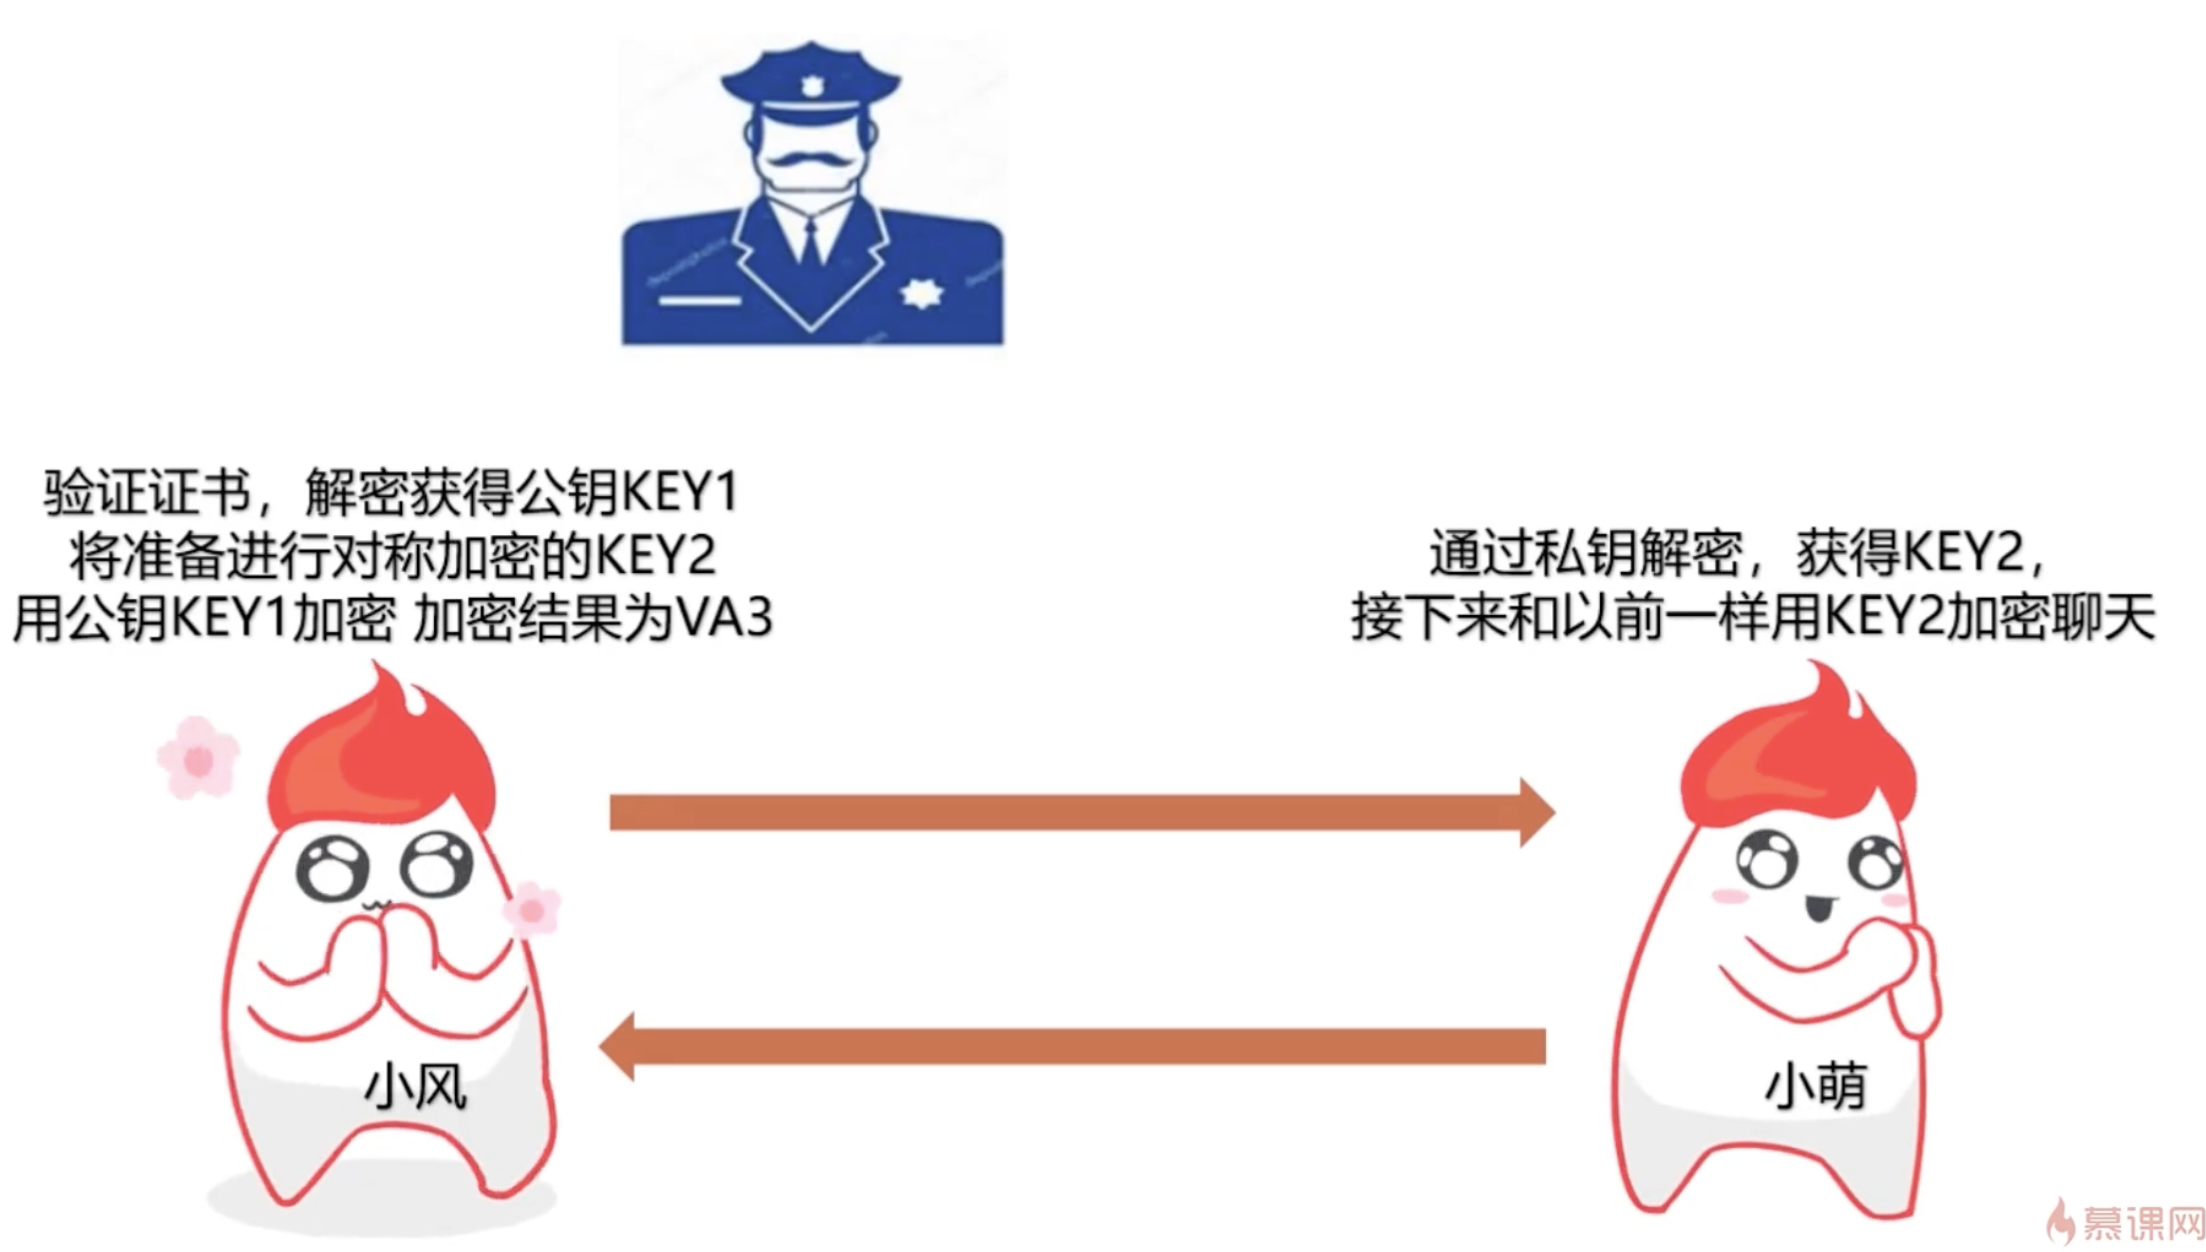 验证证书，解密获得公钥KEY1
将准备进行对称加密的KEY2
用公钥KEY1加密 加密结果为VA3
通过私钥解密，获得KEY2，
接下来和以前一样用KEY2加密聊天
小风
小萌
慕课网